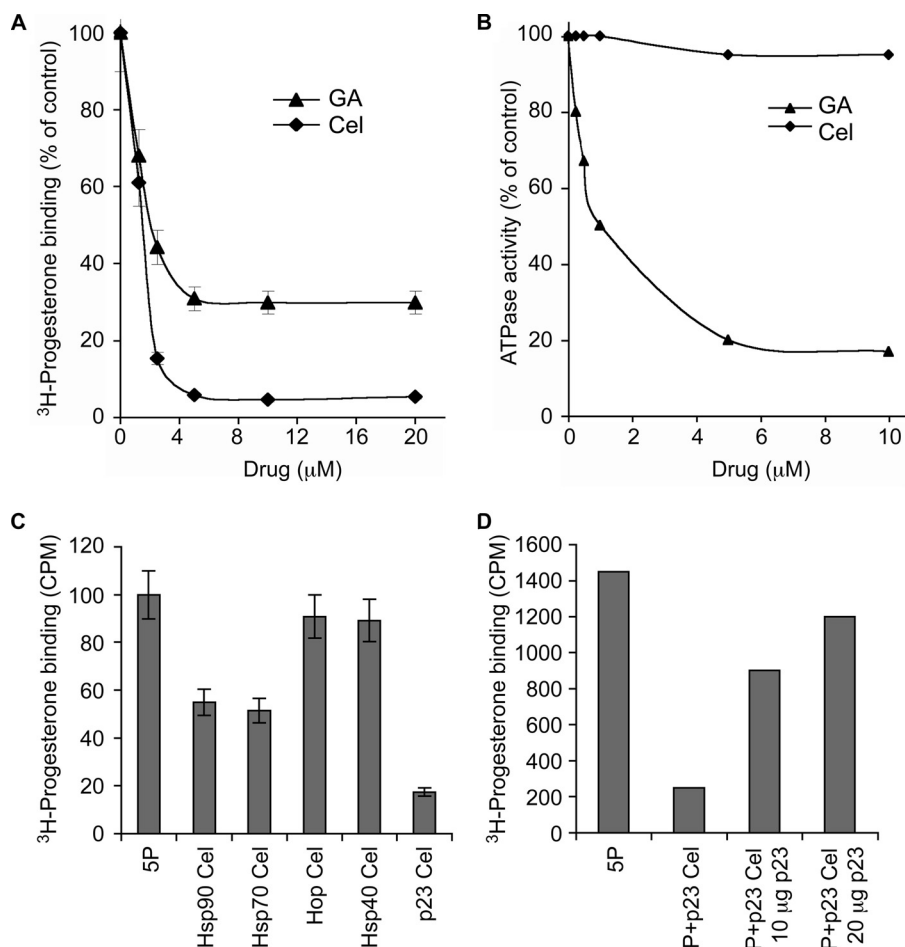 A
³H-Progesterone binding (% of control)
100
80
60
40
20
0
GA
Cel
0 4 8 12 16 20
Drug (μM)
B
ATPase activity (% of control)
100
80
60
40
20
0
GA
Cel
0 2 4 6 8 10
Drug (μM)
C
³H-Progesterone binding (CPM)
120
100
80
60
40
20
0
5P
Hsp90 Cel
Hsp70 Cel
Hop Cel
Hsp40 Cel
p23 Cel
D
³H-Progesterone binding (CPM)
1600
1400
1200
1000
800
600
400
200
0
5P
P+p23 Cel
P+p23 Cel
10 μg p23
P+p23 Cel
20 μg p23